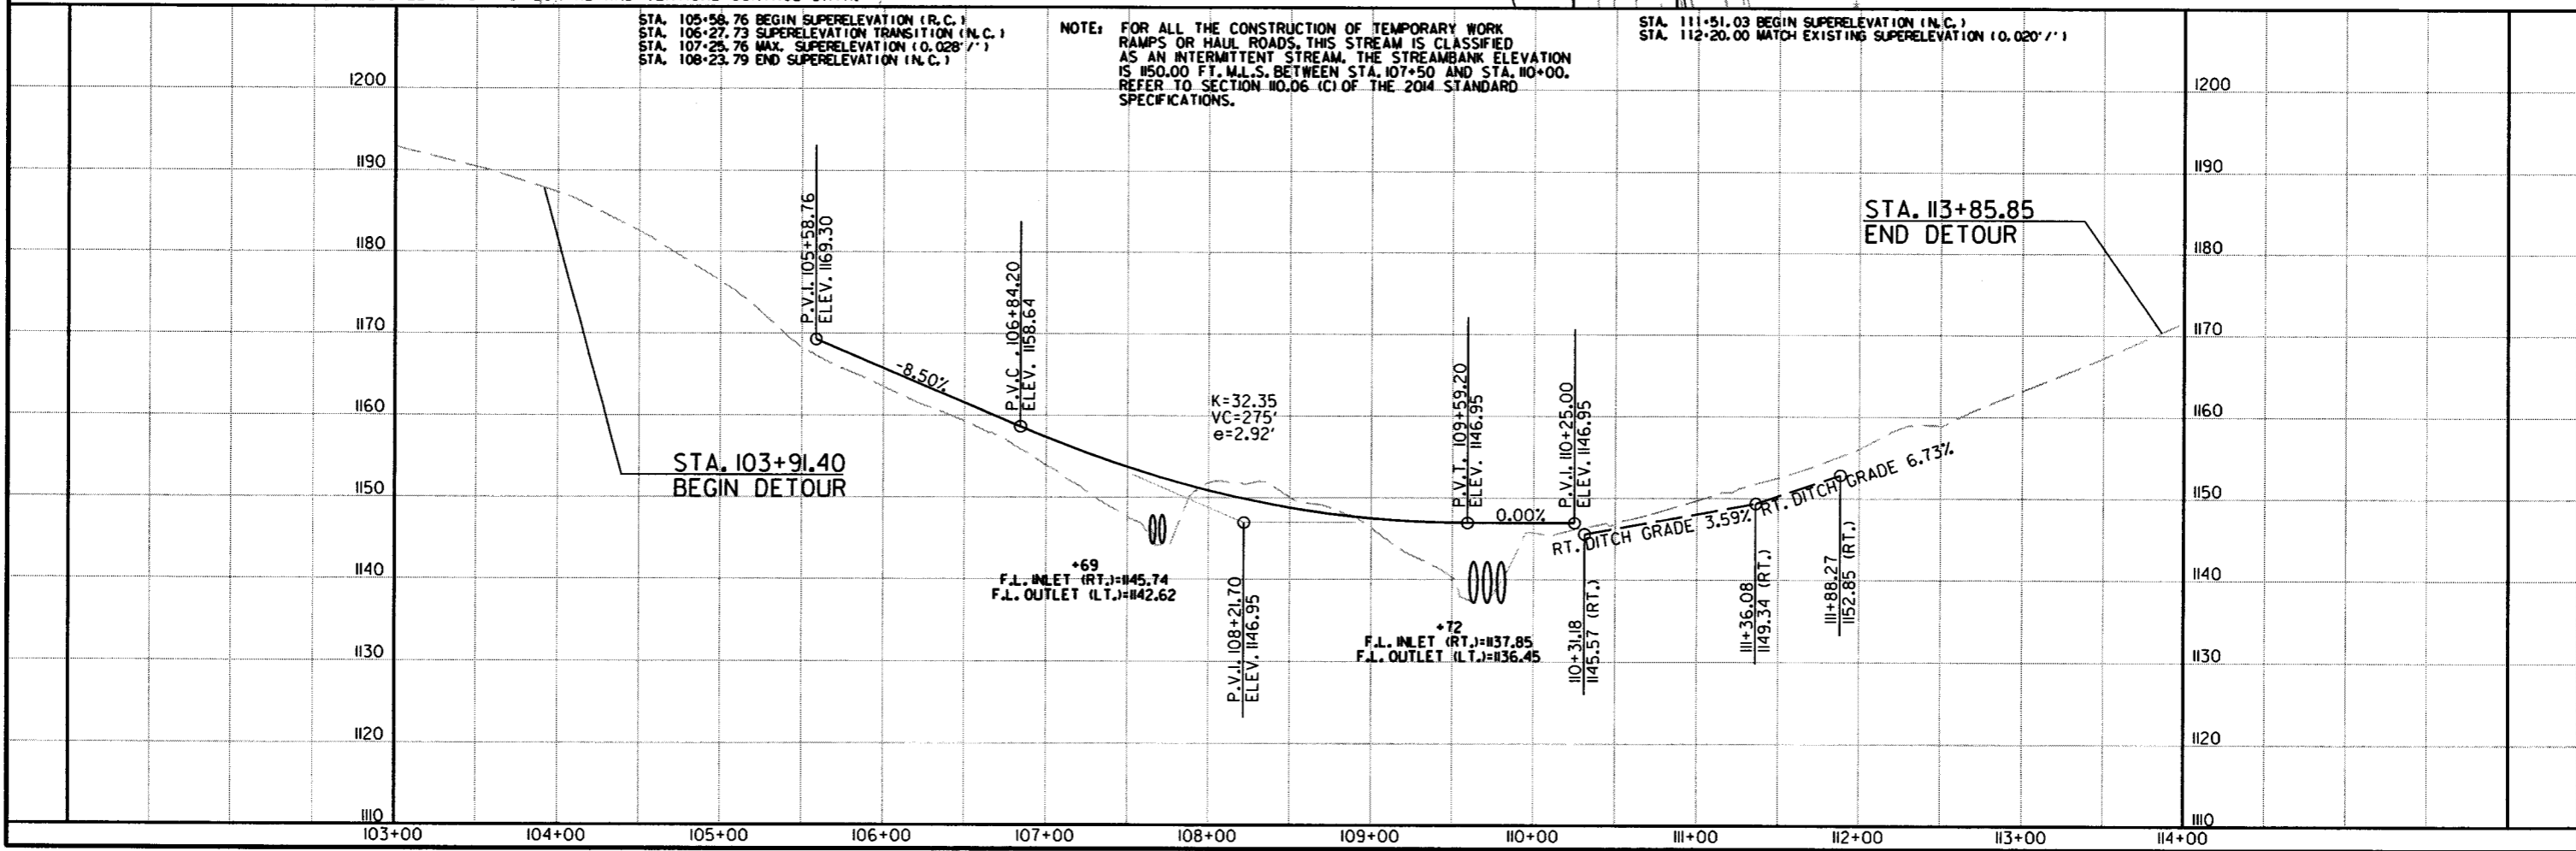 STA. 105+58.76 BEGIN SUPERELEVATION (R.C.)
STA. 106+27.73 SUPERELEVATION TRANSITION (N.C.)
STA. 107+25.76 MAX. SUPERELEVATION (0.028'/')
STA. 108+23.79 END SUPERELEVATION (N.C.)
NOTE: FOR ALL THE CONSTRUCTION OF TEMPORARY WORK
RAMPS OR HAUL ROADS, THIS STREAM IS CLASSIFIED
AS AN INTERMITTENT STREAM. THE STREAMBANK ELEVATION
IS 1150.00 FT. M.L.S. BETWEEN STA. 107+50 AND STA. 110+00.
REFER TO SECTION 110.06 (C) OF THE 2014 STANDARD
SPECIFICATIONS.
STA. 111+51.03 BEGIN SUPERELEVATION (N.C.)
STA. 112+20.00 MATCH EXISTING SUPERELEVATION (0.020'/')
1200
1190
1180
1170
1160
1150
1140
1130
1120
1110
P.V.I. 105+58.76
ELEV. 1169.30
-8.50%
P.V.C. 106+84.20
ELEV. 1158.64
STA. 103+91.40
BEGIN DETOUR
K=32.35
VC=275'
e=2.92'
P.V.T. 109+59.20
ELEV. 1146.95
P.V.I. 110+25.00
ELEV. 1146.95
0.00%
STA. 113+85.85
END DETOUR
RT. DITCH GRADE 3.59%
RT. DITCH GRADE 6.73%
+69
F.L. INLET (RT.)=1145.74
F.L. OUTLET (LT.)=1142.62
P.V.I. 108+21.70
ELEV. 1146.95
+72
F.L. INLET (RT.)=1137.85
F.L. OUTLET (LT.)=1136.45
110+31.18
1145.57 (RT.)
111+36.08
1149.34 (RT.)
111+88.27
1152.85 (RT.)
1200
1190
1180
1170
1160
1150
1140
1130
1120
1110
103+00
104+00
105+00
106+00
107+00
108+00
109+00
110+00
111+00
112+00
113+00
114+00